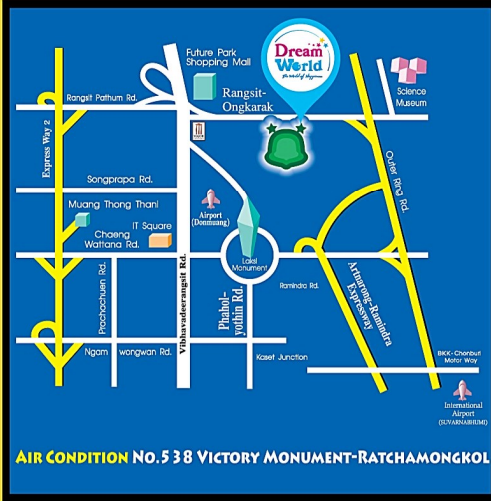 Dream
World
the world of Happiness
Future Park
Shopping Mall
Rangsit-
Ongkarak
Science
Museum
Rangsit Pathum Rd.
Express Way 2
Outer Ring Rd.
Songprapa Rd.
Muang Thong Thani
Airport
(Donmuang)
IT Square
Chaeng
Wattana Rd.
Laksi
Monument
Prachachuen Rd.
Vibhavadeerangsit Rd.
Phahol-
yothin Rd.
Ramindra Rd.
Artnarong-Ramindra
Expressway
Ngam wongwan Rd.
Kaset Junction
BKK-Chonburi
Motor Way
International
Airport
(SUVARNABHUMI)
AIR CONDITION NO.538 VICTORY MONUMENT-RATCHAMONGKOL